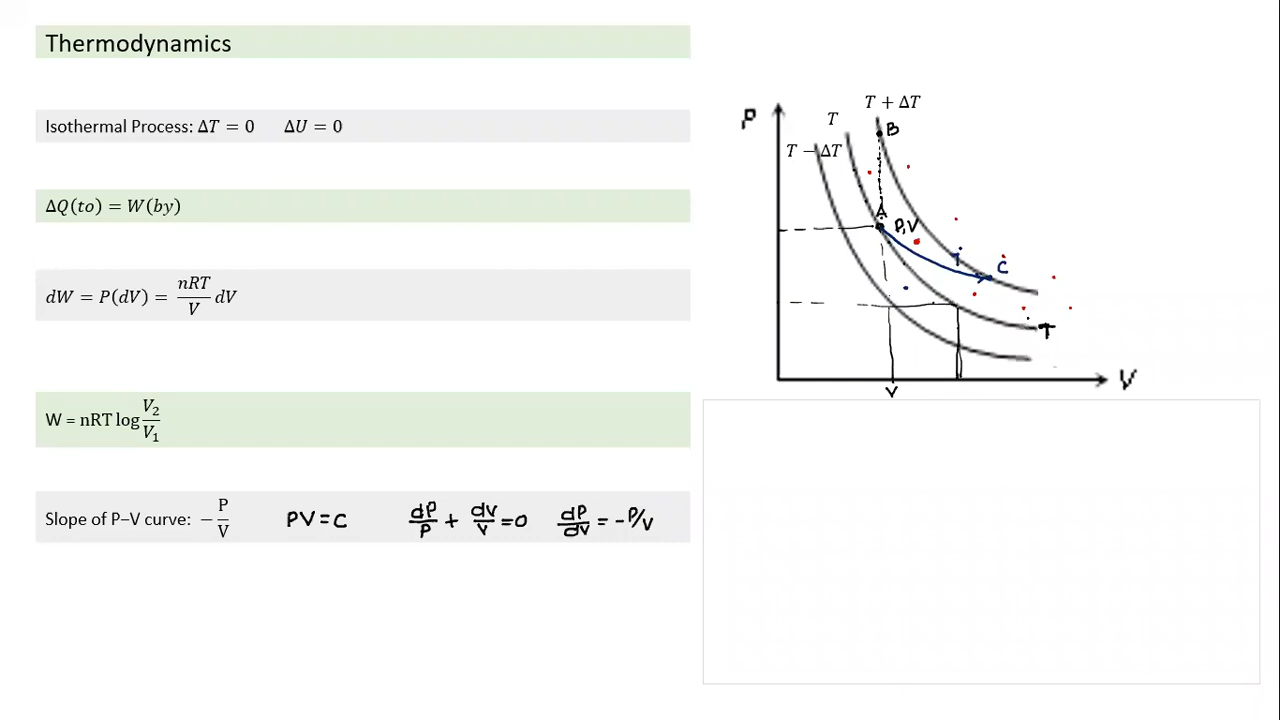 Thermodynamics
Isothermal Process: ΔT = 0 ΔU = 0
ΔQ(to) = W(by)
dW = P(dV) = nRT/V dV
W = nRT log V₂/V₁
Slope of P–V curve: − P/V PV = C dP/P + dV/V = 0 dP/dV = −P/V
T + ΔT
P
T
B
T − ΔT
A
P,V
C
T
V
V